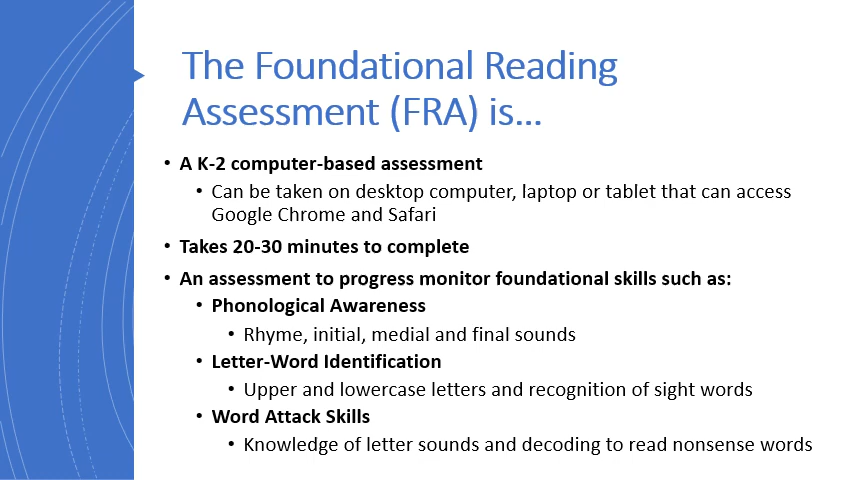 The Foundational Reading
Assessment (FRA) is...
• A K-2 computer-based assessment
• Can be taken on desktop computer, laptop or tablet that can access
Google Chrome and Safari
• Takes 20-30 minutes to complete
• An assessment to progress monitor foundational skills such as:
• Phonological Awareness
• Rhyme, initial, medial and final sounds
• Letter-Word Identification
• Upper and lowercase letters and recognition of sight words
• Word Attack Skills
• Knowledge of letter sounds and decoding to read nonsense words